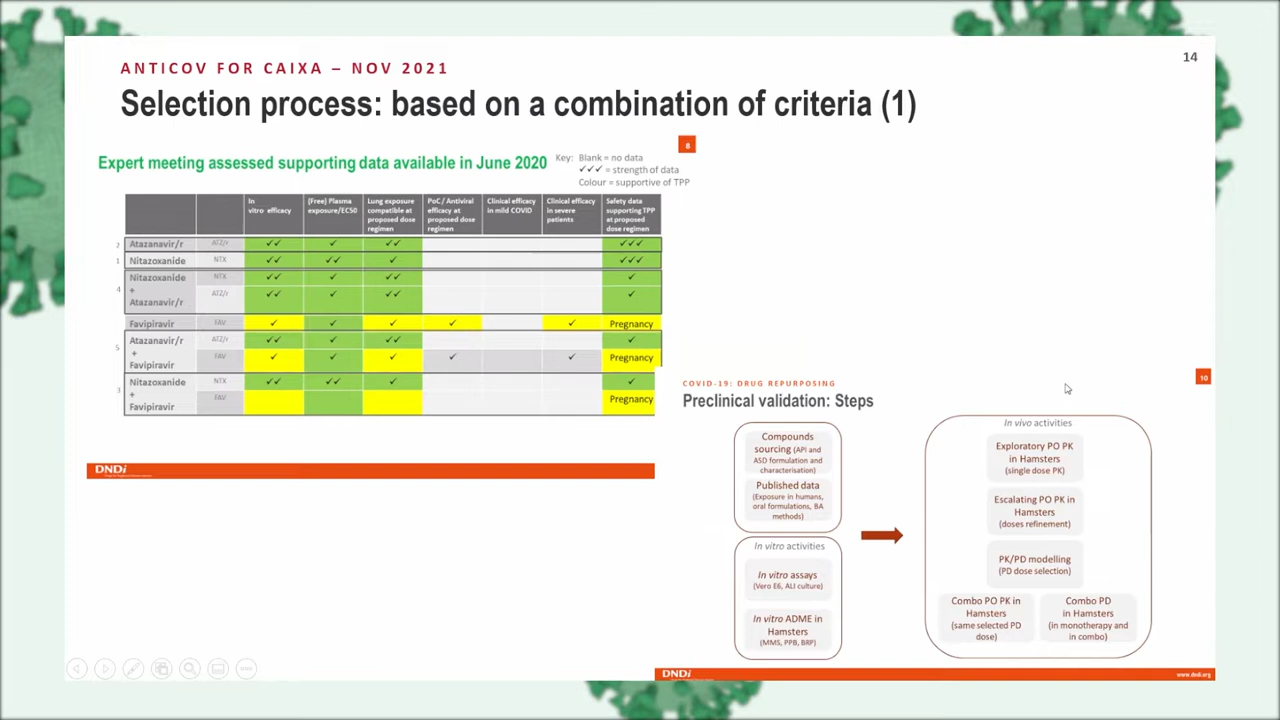 ANTICOV FOR CAIXA – NOV 2021
14
Selection process: based on a combination of criteria (1)
8
Expert meeting assessed supporting data available in June 2020
Key: Blank = no data
✓✓✓ = strength of data
Colour = supportive of TPP
In vitro efficacy
(Free) Plasma exposure/EC50
Lung exposure compatible at proposed dose regimen
PoC / Antiviral efficacy at proposed dose regimen
Clinical efficacy in mild COVID
Clinical efficacy in severe patients
Safety data supporting TPP at proposed dose regimen
2 Atazanavir/r ATZ/r ✓✓ ✓ ✓✓ ✓✓✓
1 Nitazoxanide NTX ✓✓ ✓✓ ✓ ✓✓✓
4 Nitazoxanide + Atazanavir/r
NTX ✓✓ ✓ ✓✓ ✓
ATZ/r ✓✓ ✓ ✓✓ ✓
Favipiravir FAV ✓ ✓ ✓ ✓ ✓ Pregnancy
5 Atazanavir/r + Favipiravir
ATZ/r ✓✓ ✓ ✓✓ ✓
FAV ✓ ✓ ✓ ✓ ✓ Pregnancy
3 Nitazoxanide + Favipiravir
NTX ✓✓ ✓✓ ✓ ✓
FAV Pregnancy
DNDi
COVID-19: DRUG REPURPOSING
10
Preclinical validation: Steps
Compounds
sourcing (API and
ASD formulation and
characterisation)
Published data
(Exposure in humans,
oral formulations, BA
methods)
In vitro activities
In vitro assays
(Vero E6, ALI culture)
In vitro ADME in
Hamsters
(MMS, PPB, BRP)
In vivo activities
Exploratory PO PK
in Hamsters
(single dose PK)
Escalating PO PK in
Hamsters
(doses refinement)
PK/PD modelling
(PD dose selection)
Combo PO PK in
Hamsters
(same selected PD
dose)
Combo PD
in Hamsters
(in monotherapy and
in combo)
DNDi
www.dndi.org